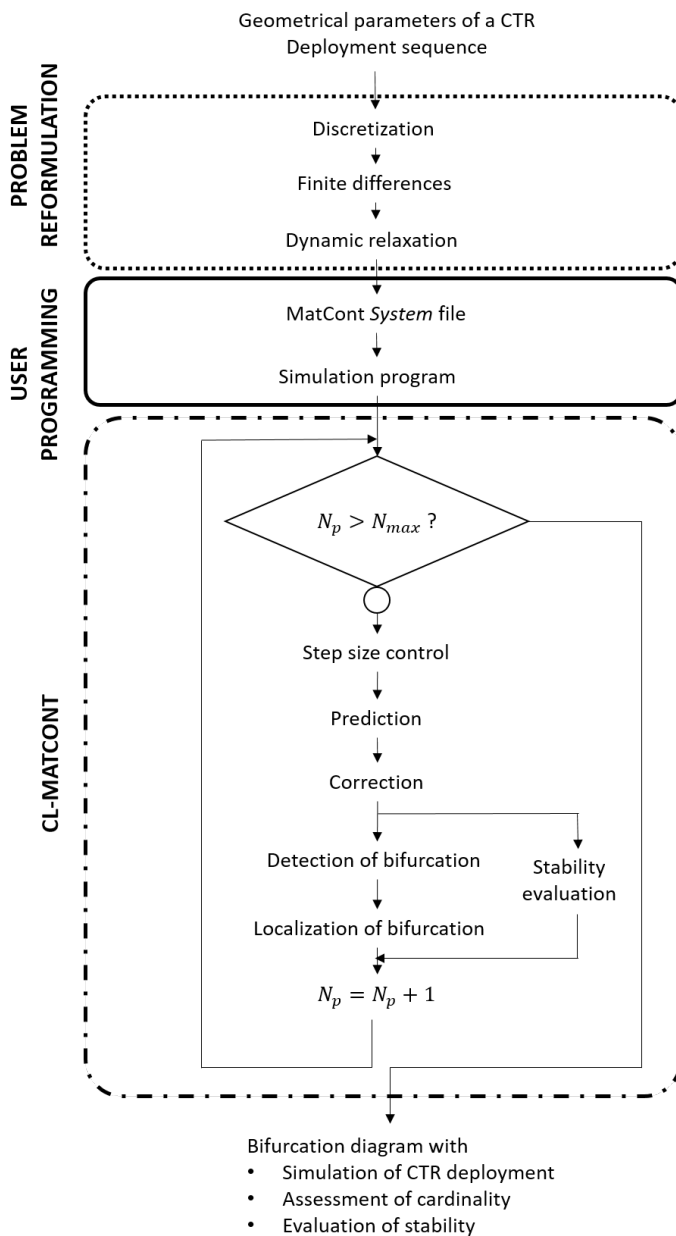 Geometrical parameters of a CTR
Deployment sequence
PROBLEM
REFORMULATION
Discretization
Finite differences
Dynamic relaxation
USER
PROGRAMMING
MatCont System file
Simulation program
CL-MATCONT
N_p > N_max ?
Step size control
Prediction
Correction
Detection of bifurcation
Stability
evaluation
Localization of bifurcation
N_p = N_p + 1
Bifurcation diagram with
• Simulation of CTR deployment
• Assessment of cardinality
• Evaluation of stability